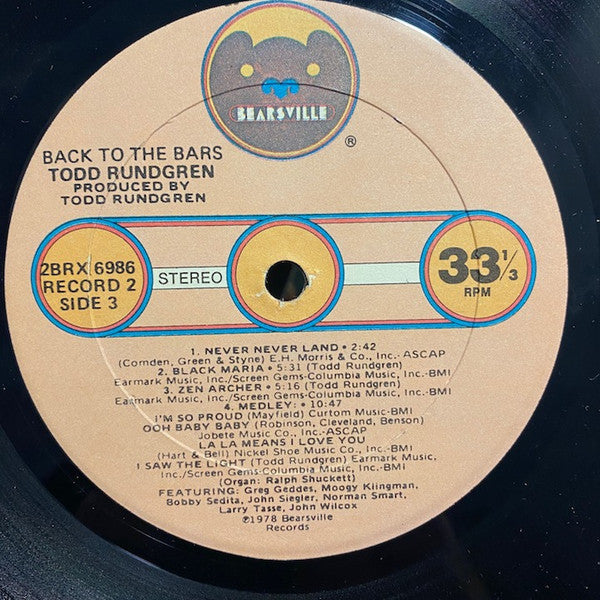 BEARSVILLE
®
BACK TO THE BARS
TODD RUNDGREN
PRODUCED BY
TODD RUNDGREN
2BRX 6986
RECORD 2
SIDE 3
STEREO
33 1/3
RPM
1. NEVER NEVER LAND • 2:42
(Comden, Green & Styne) E.H. Morris & Co., Inc.-ASCAP
2. BLACK MARIA • 5:31 (Todd Rundgren)
Earmark Music, Inc./Screen Gems-Columbia Music, Inc.-BMI
3. ZEN ARCHER • 5:16 (Todd Rundgren)
Earmark Music, Inc./Screen Gems-Columbia Music, Inc.-BMI
4. MEDLEY: • 10:47
I'M SO PROUD (Mayfield) Curtom Music-BMI
OOH BABY BABY (Robinson, Cleveland, Benson)
Jobete Music Co., Inc.-ASCAP
LA LA MEANS I LOVE YOU
(Hart & Bell) Nickel Shoe Music Co., Inc.-BMI
I SAW THE LIGHT (Todd Rundgren) Earmark Music,
Inc./Screen Gems-Columbia Music, Inc.-BMI
(Organ: Ralph Shuckett)
FEATURING: Greg Geddes, Moogy Klingman,
Bobby Sedita, John Siegler, Norman Smart,
Larry Tasse, John Wilcox
℗1978 Bearsville
Records